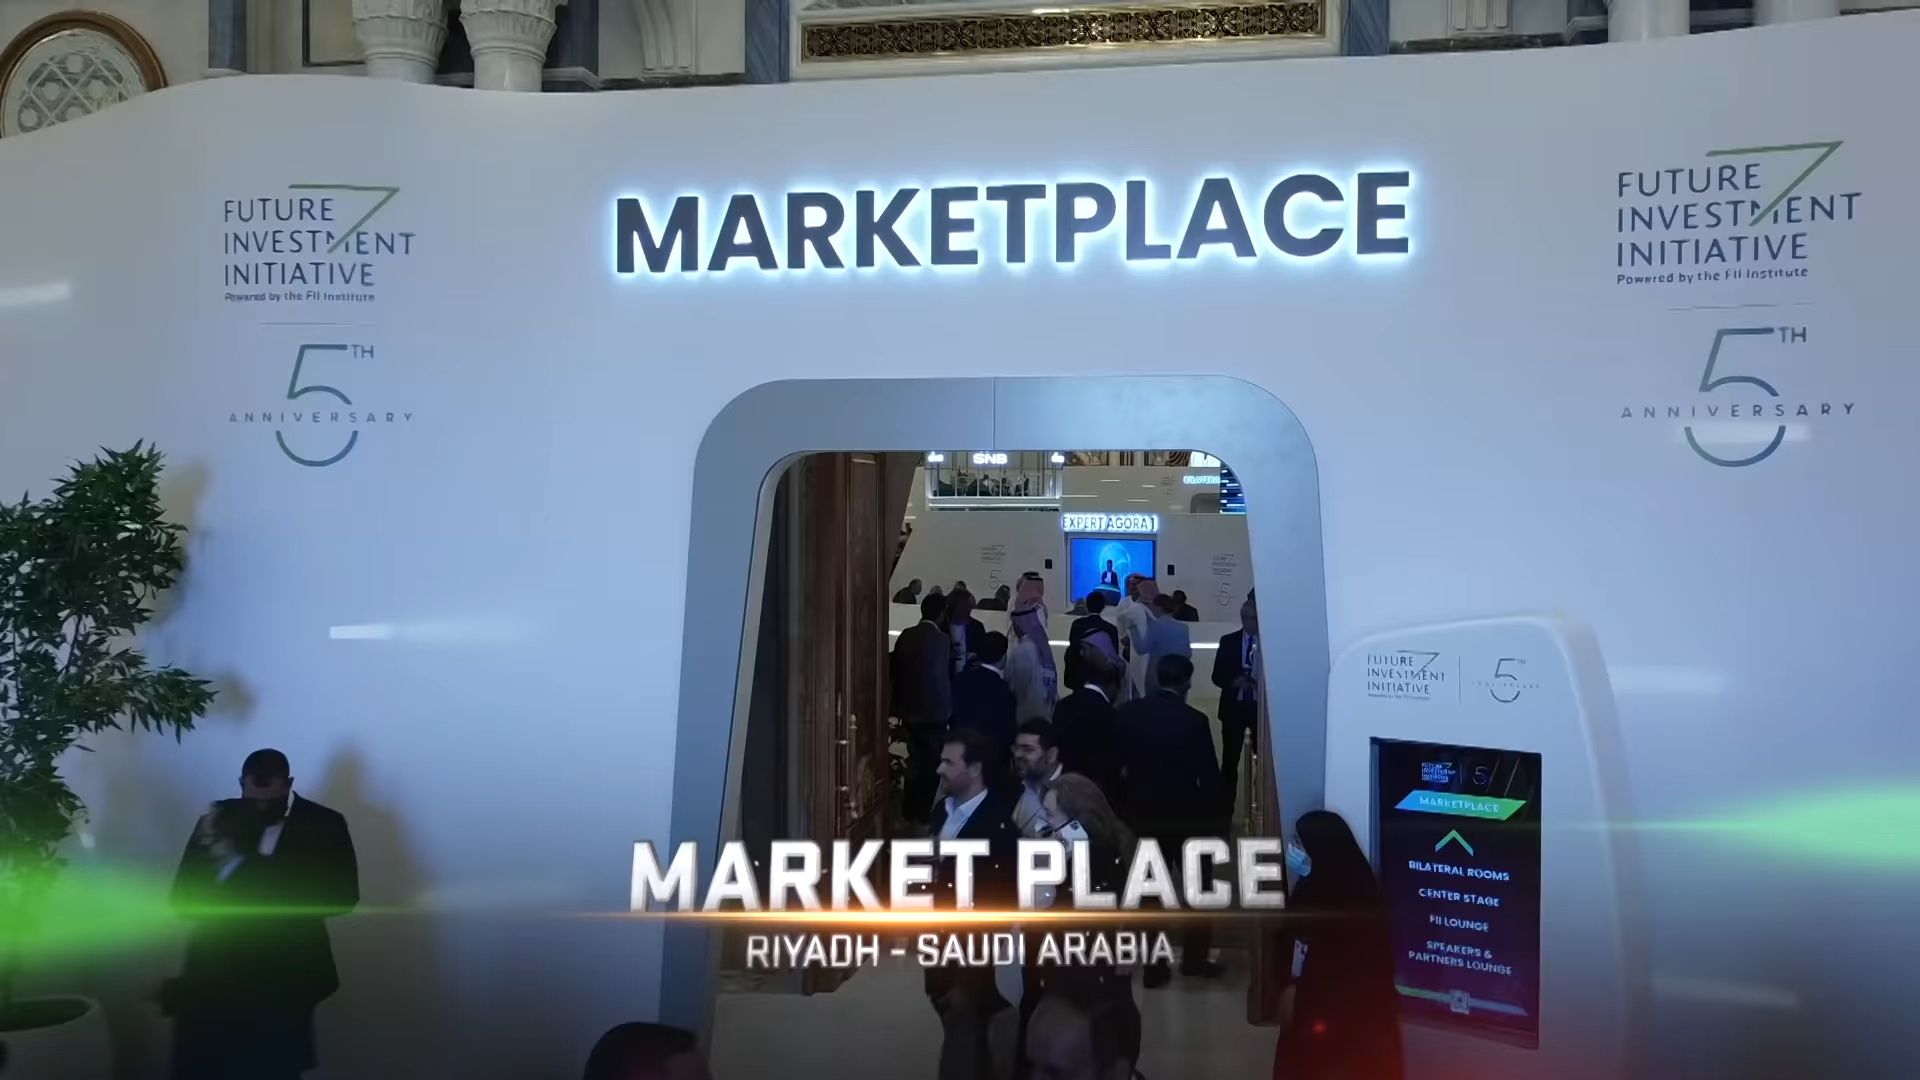 MARKETPLACE
FUTURE
INVESTMENT
INITIATIVE
Powered by the FII Institute
5TH
ANNIVERSARY
FUTURE
INVESTMENT
INITIATIVE
Powered by the FII Institute
5TH
ANNIVERSARY
SNB
EXPERT AGORA 1
FUTURE
INVESTMENT
INITIATIVE
5TH
MARKETPLACE
BILATERAL ROOMS
CENTER STAGE
FII LOUNGE
SPEAKERS &
PARTNERS LOUNGE
MARKET PLACE
RIYADH - SAUDI ARABIA